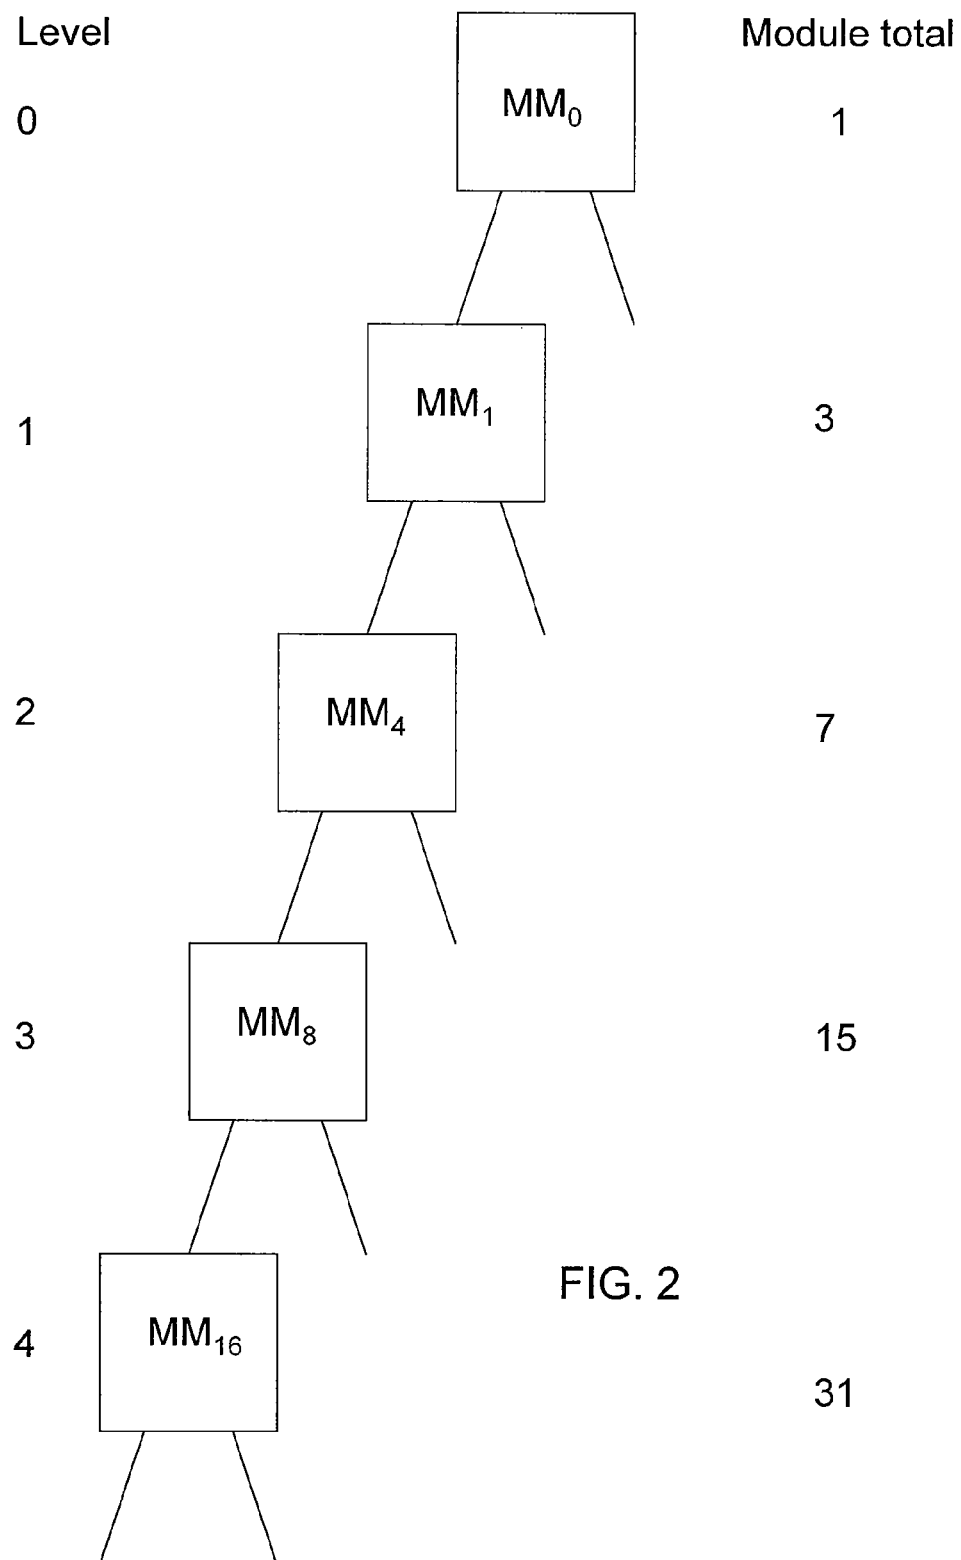 Level Module total
0 MM₀ 1
1 MM₁ 3
2 MM₄ 7
3 MM₈ 15
FIG. 2
4 MM₁₆ 31